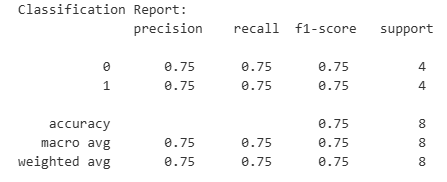 Classification Report:
precision recall f1-score support
0 0.75 0.75 0.75 4
1 0.75 0.75 0.75 4
accuracy 0.75 8
macro avg 0.75 0.75 0.75 8
weighted avg 0.75 0.75 0.75 8